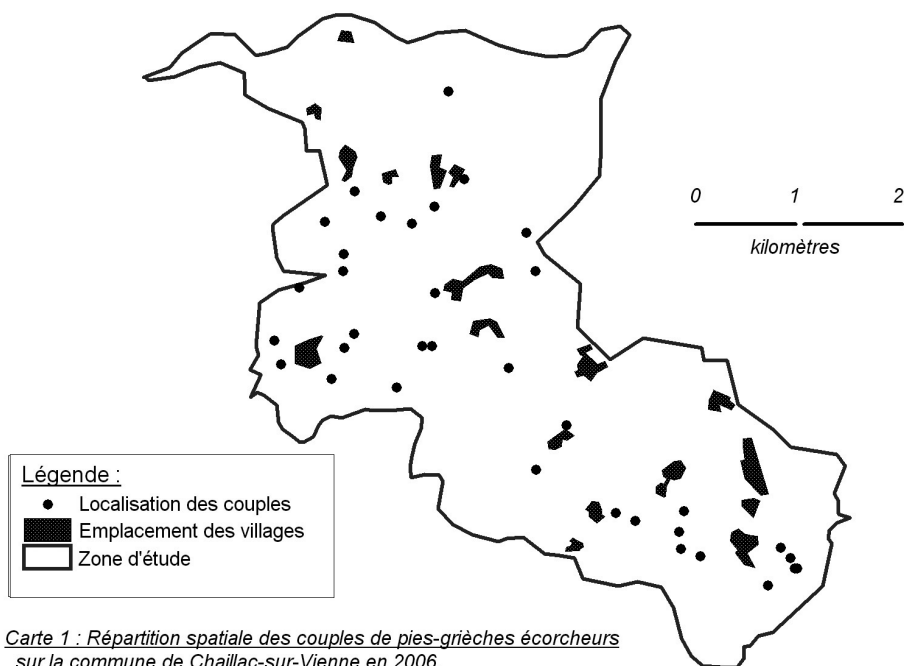 0 1 2
kilomètres
Légende :
Localisation des couples
Emplacement des villages
Zone d'étude
Carte 1 : Répartition spatiale des couples de pies-grièches écorcheurs
sur la commune de Chaillac-sur-Vienne en 2006